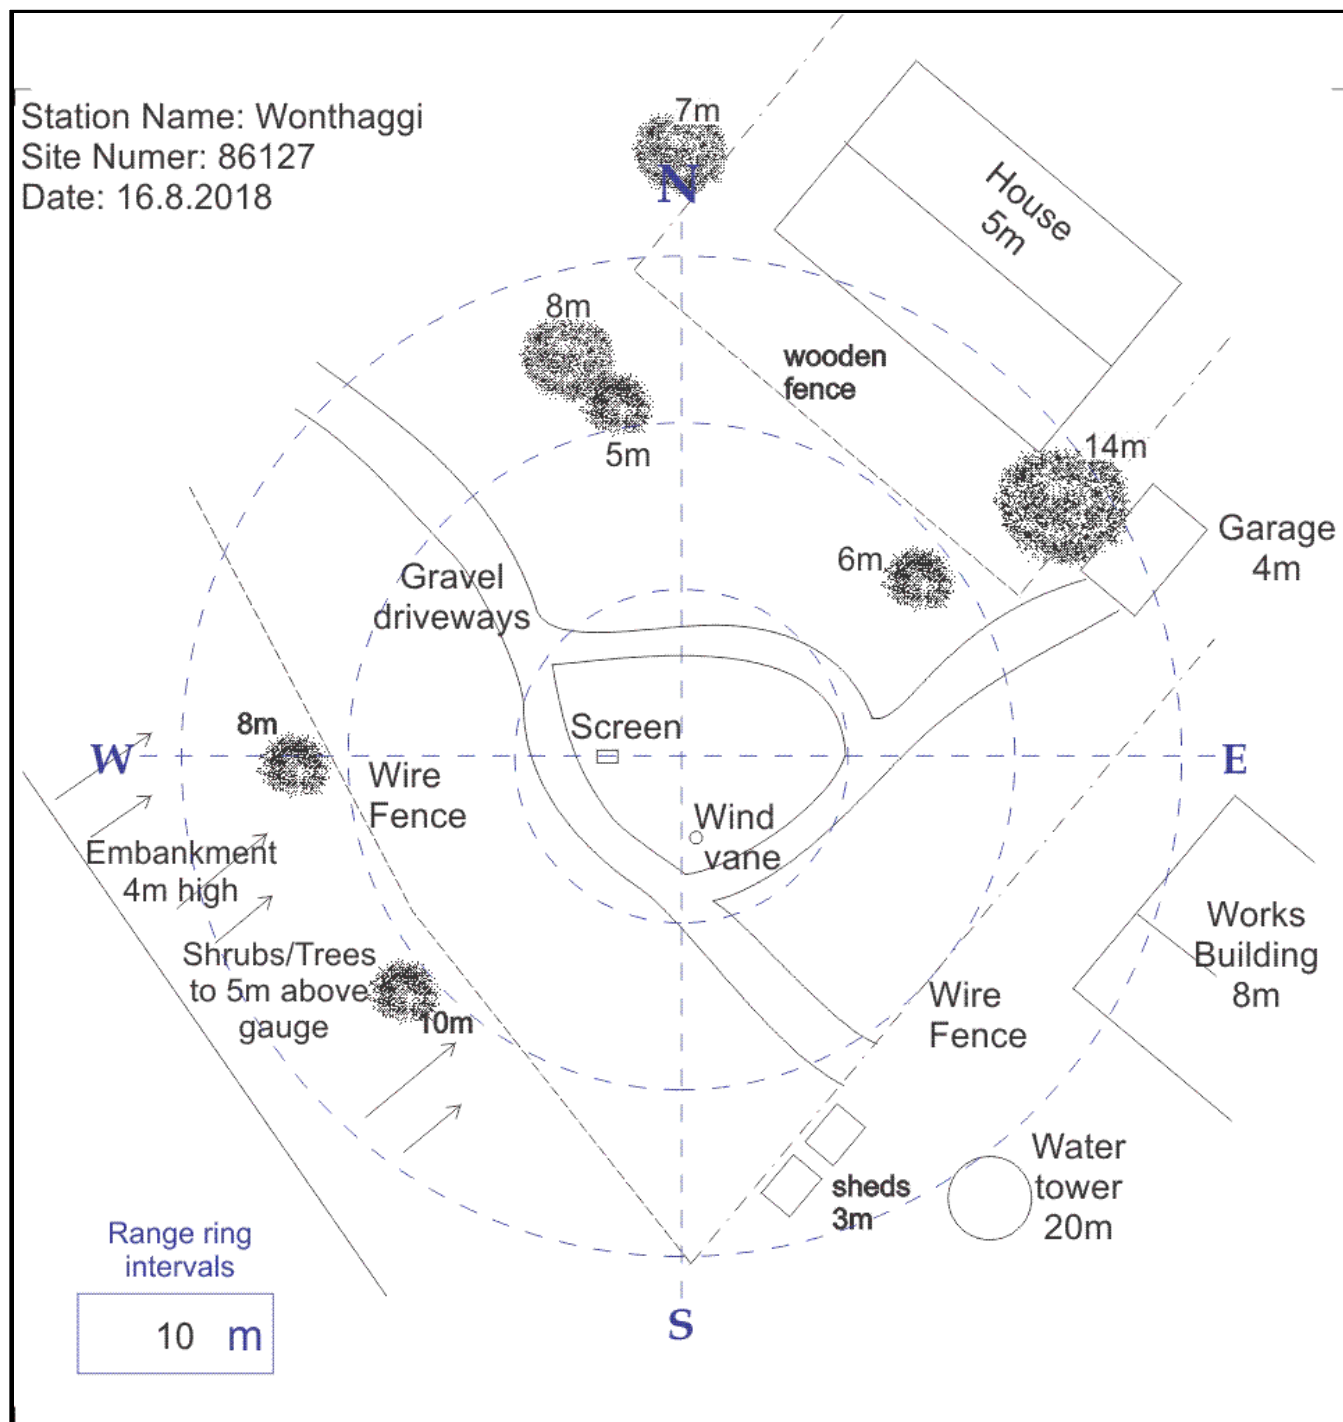 Station Name: Wonthaggi
Site Numer: 86127
Date: 16.8.2018
7m
N
House
5m
8m
wooden
fence
5m
14m
Garage
4m
6m
Gravel
driveways
8m
Screen
W
E
Wire
Fence
Wind
vane
Embankment
4m high
Works
Building
8m
Shrubs/Trees
to 5m above
gauge
10m
Wire
Fence
Water
tower
20m
sheds
3m
Range ring
intervals
10 m
S